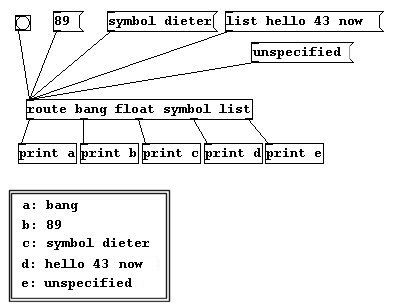 89
symbol dieter
list hello 43 now
unspecified
route bang float symbol list
print a
print b
print c
print d
print e
a: bang
b: 89
c: symbol dieter
d: hello 43 now
e: unspecified